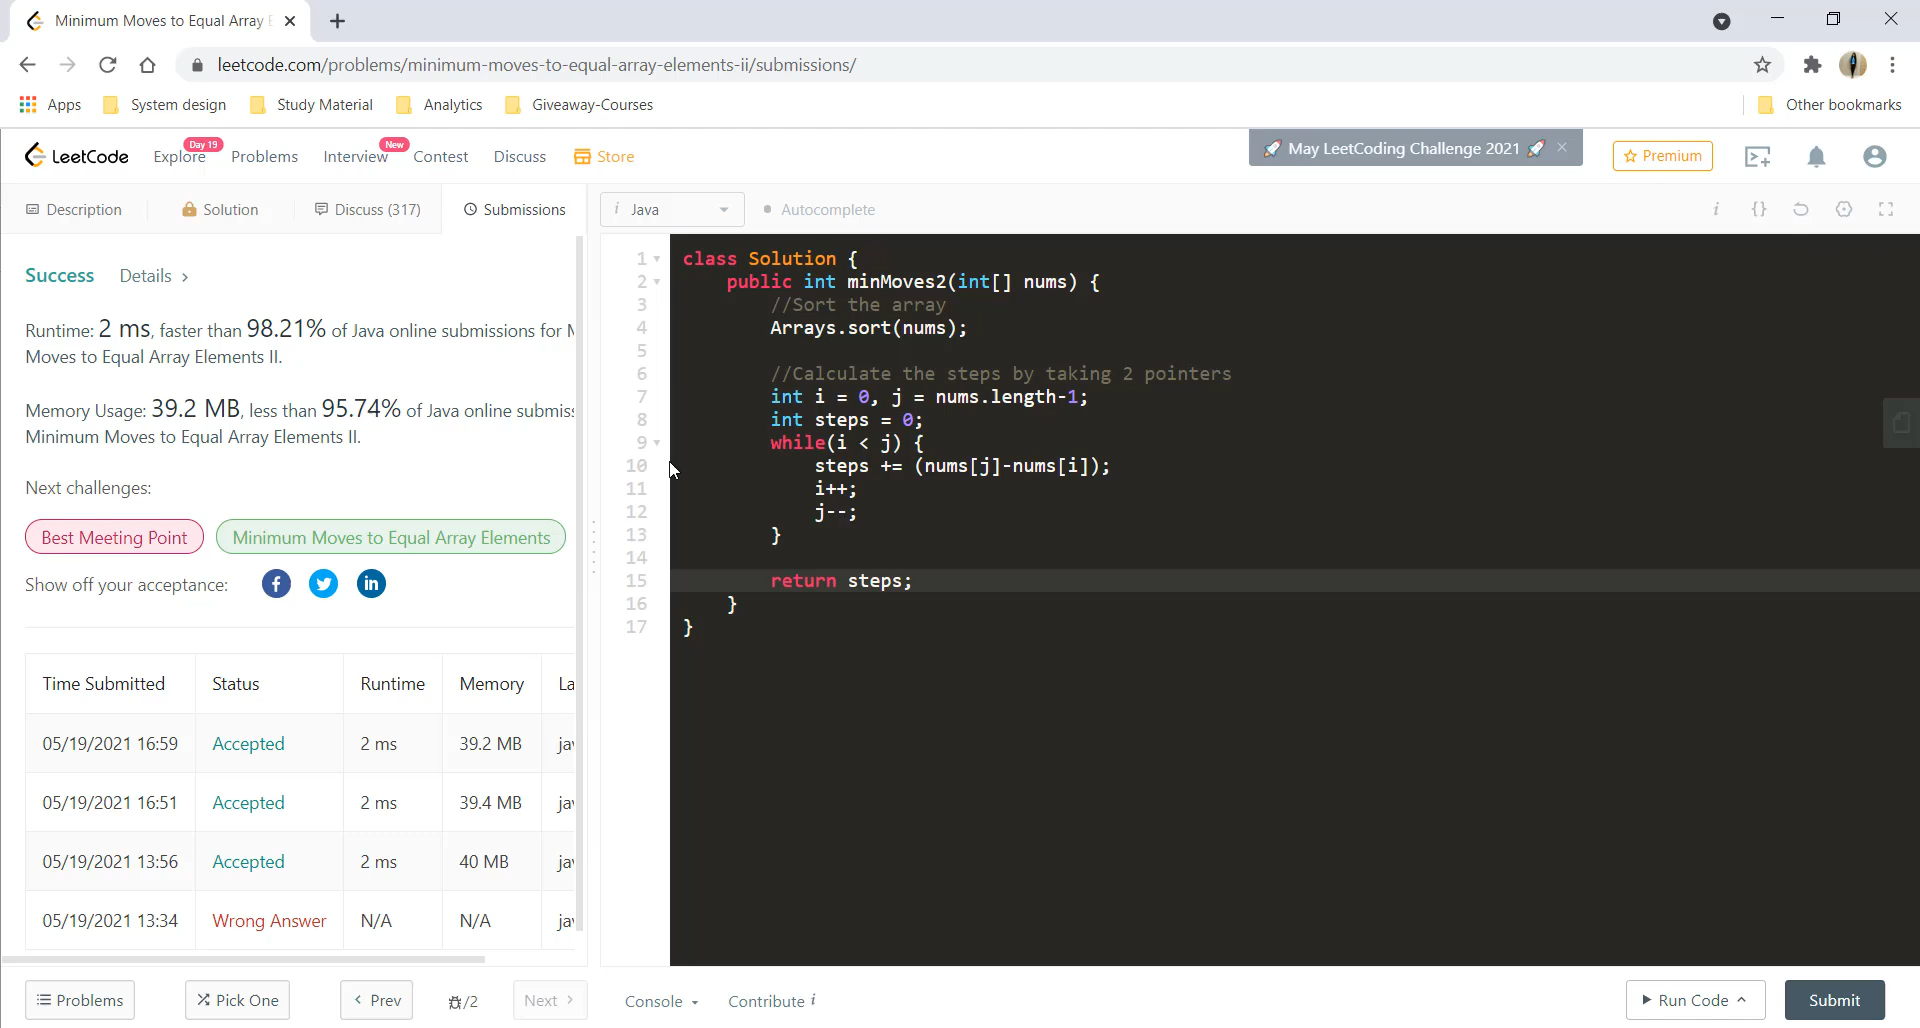 Minimum Moves to Equal Array E
leetcode.com/problems/minimum-moves-to-equal-array-elements-ii/submissions/
Apps System design Study Material Analytics Giveaway-Courses Other bookmarks
LeetCode Explore Day 19 Problems Interview New Contest Discuss Store May LeetCoding Challenge 2021 Premium
Description Solution Discuss (317) Submissions i Java Autocomplete i {}
Success Details >
Runtime: 2 ms, faster than 98.21% of Java online submissions for M
Moves to Equal Array Elements II.
Memory Usage: 39.2 MB, less than 95.74% of Java online submiss
Minimum Moves to Equal Array Elements II.
Next challenges:
Best Meeting Point Minimum Moves to Equal Array Elements
Show off your acceptance:
Time Submitted Status Runtime Memory La
05/19/2021 16:59 Accepted 2 ms 39.2 MB jav
05/19/2021 16:51 Accepted 2 ms 39.4 MB jav
05/19/2021 13:56 Accepted 2 ms 40 MB jav
05/19/2021 13:34 Wrong Answer N/A N/A jav
1 class Solution {
2 public int minMoves2(int[] nums) {
3 //Sort the array
4 Arrays.sort(nums);
5
6 //Calculate the steps by taking 2 pointers
7 int i = 0, j = nums.length-1;
8 int steps = 0;
9 while(i < j) {
10 steps += (nums[j]-nums[i]);
11 i++;
12 j--;
13 }
14
15 return steps;
16 }
17 }
Problems Pick One < Prev /2 Next > Console Contribute i Run Code Submit